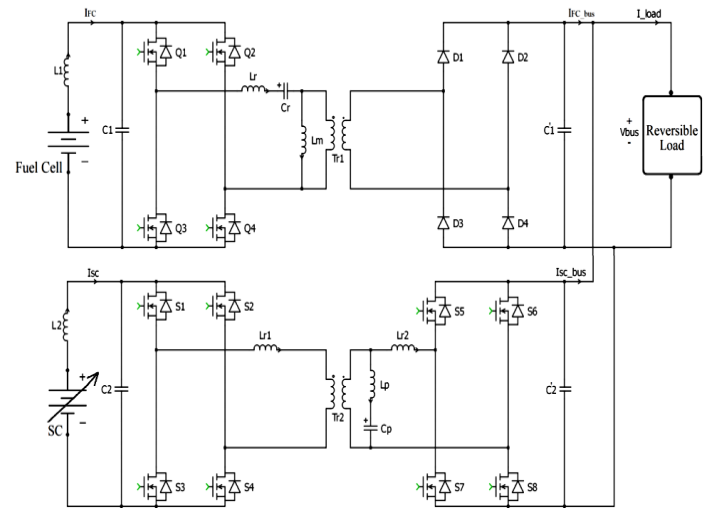 IFC
IFC_bus
I_load
L1
Q1
Q2
Lr
Cr
D1
D2
C1
Lm
Tr1
C'1
+
Vbus
-
Reversible
Load
+
−
Fuel Cell
Q3
Q4
D3
D4
Isc
Isc_bus
L2
S1
S2
S5
S6
Lr1
Lr2
C2
Tr2
Lp
Cp
C'2
+
−
SC
S3
S4
S7
S8